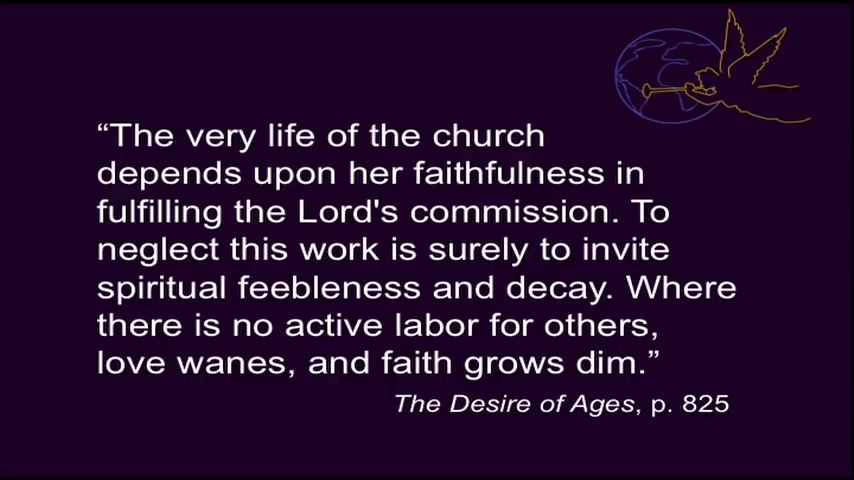 “The very life of the church
depends upon her faithfulness in
fulfilling the Lord's commission. To
neglect this work is surely to invite
spiritual feebleness and decay. Where
there is no active labor for others,
love wanes, and faith grows dim.”
The Desire of Ages, p. 825